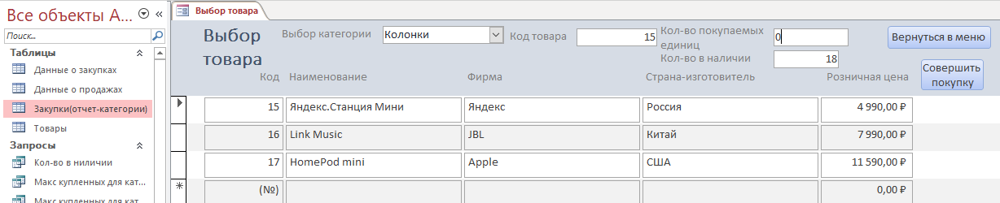 Все объекты A...
Поиск...
Таблицы
Данные о закупках
Данные о продажах
Закупки(отчет-категории)
Товары
Запросы
Кол-во в наличии
Макс купленных для кат...
Макс купленных для кат...
Выбор товара
Выбор товара
Выбор категории Колонки Код товара 15 Кол-во покупаемых единиц 0 Вернуться в меню
Кол-во в наличии 18 Совершить покупку
Код Наименование Фирма Страна-изготовитель Розничная цена
15 Яндекс.Станция Мини Яндекс Россия 4 990,00 ₽
16 Link Music JBL Китай 7 990,00 ₽
17 HomePod mini Apple США 11 590,00 ₽
(№) 0,00 ₽